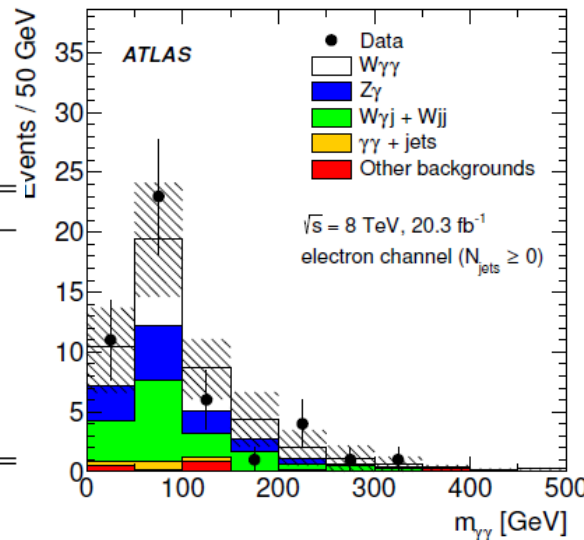 Events / 50 GeV
35
30
25
20
15
10
5
0
ATLAS
Data
Wγγ
Zγ
Wγj + Wjj
γγ + jets
Other backgrounds
√s = 8 TeV, 20.3 fb⁻¹
electron channel (N_jets ≥ 0)
0 100 200 300 400 500
m_γγ [GeV]